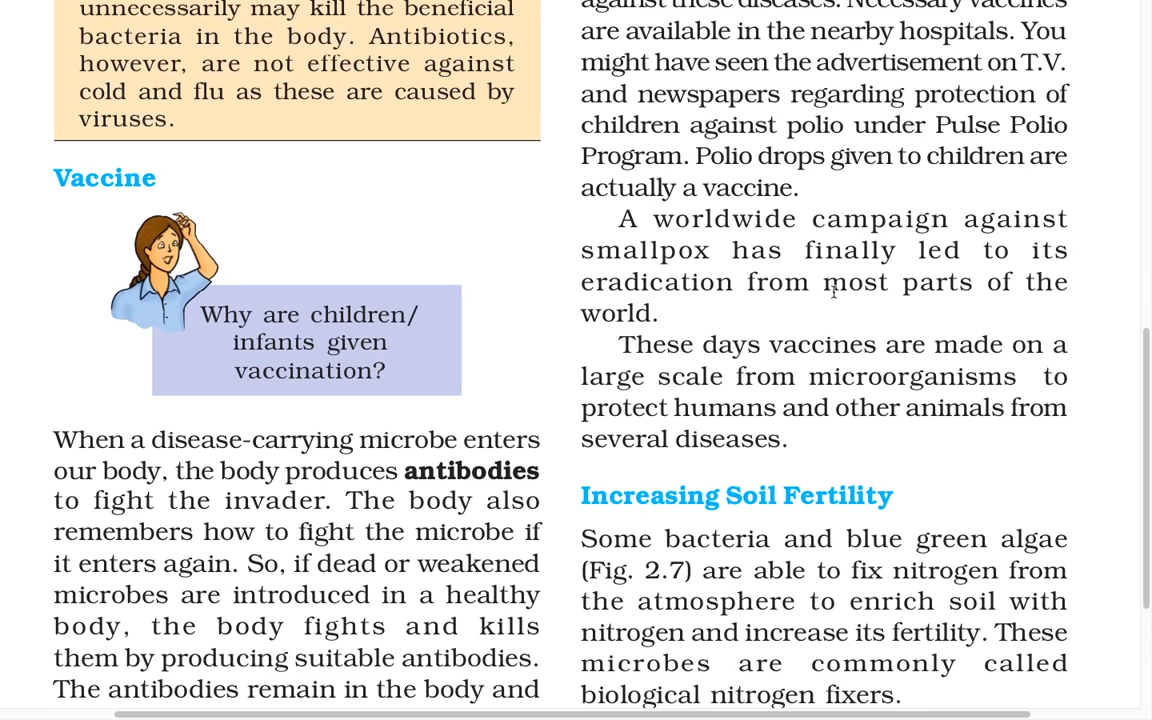 unnecessarily may kill the beneficial
bacteria in the body. Antibiotics,
however, are not effective against
cold and flu as these are caused by
viruses.
Vaccine
Why are children/
infants given
vaccination?
When a disease-carrying microbe enters
our body, the body produces antibodies
to fight the invader. The body also
remembers how to fight the microbe if
it enters again. So, if dead or weakened
microbes are introduced in a healthy
body, the body fights and kills
them by producing suitable antibodies.
The antibodies remain in the body and
against these diseases. Necessary vaccines
are available in the nearby hospitals. You
might have seen the advertisement on T.V.
and newspapers regarding protection of
children against polio under Pulse Polio
Program. Polio drops given to children are
actually a vaccine.
A worldwide campaign against
smallpox has finally led to its
eradication from most parts of the
world.
These days vaccines are made on a
large scale from microorganisms to
protect humans and other animals from
several diseases.
Increasing Soil Fertility
Some bacteria and blue green algae
(Fig. 2.7) are able to fix nitrogen from
the atmosphere to enrich soil with
nitrogen and increase its fertility. These
microbes are commonly called
biological nitrogen fixers.